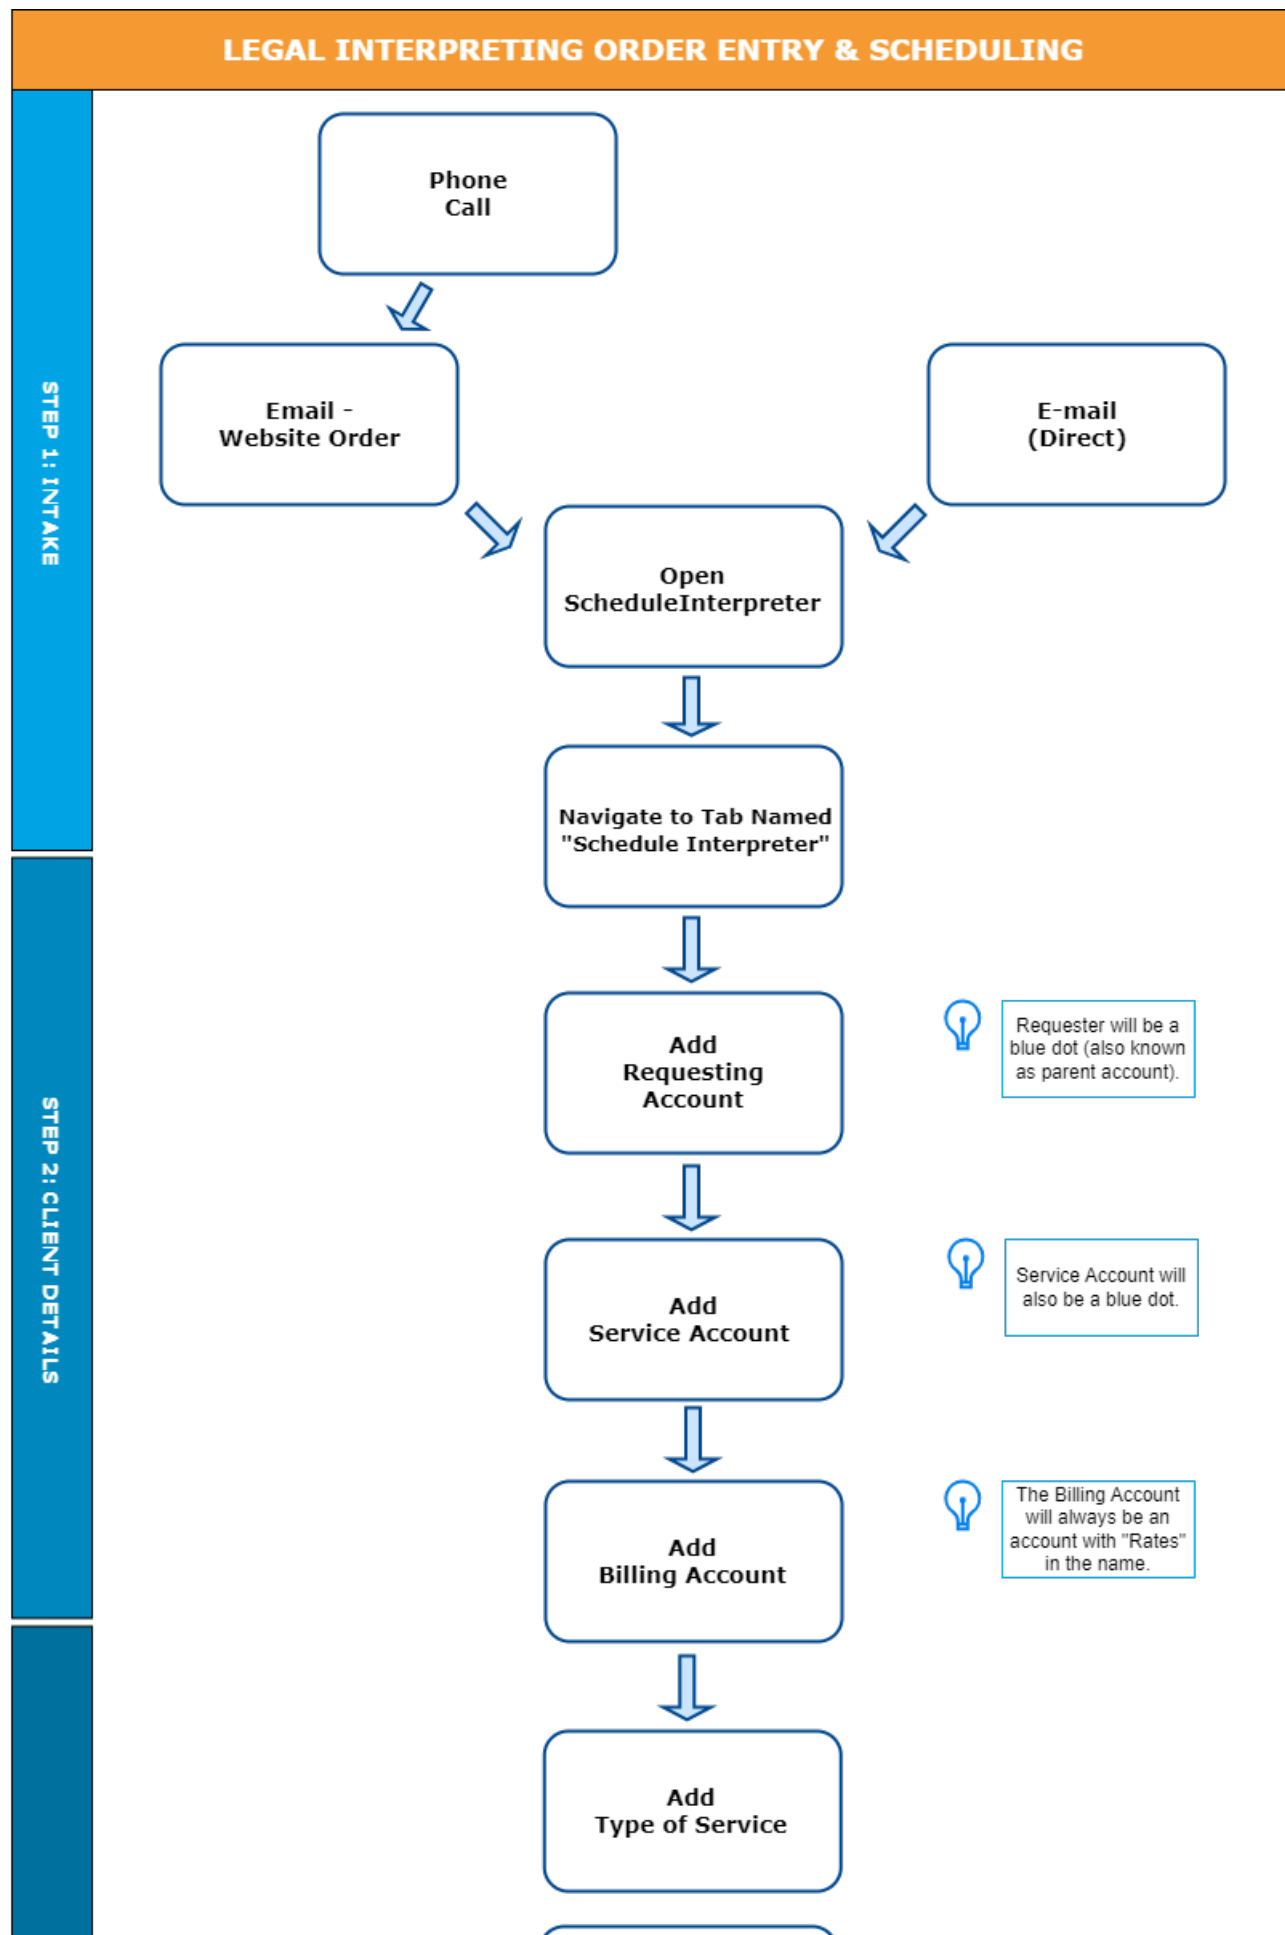 LEGAL INTERPRETING ORDER ENTRY & SCHEDULING
STEP 1: INTAKE
Phone
Call
Email -
Website Order
E-mail
(Direct)
Open
ScheduleInterpreter
Navigate to Tab Named
"Schedule Interpreter"
STEP 2: CLIENT DETAILS
Add
Requesting
Account
Requester will be a
blue dot (also known
as parent account).
Add
Service Account
Service Account will
also be a blue dot.
Add
Billing Account
The Billing Account
will always be an
account with "Rates"
in the name.
Add
Type of Service